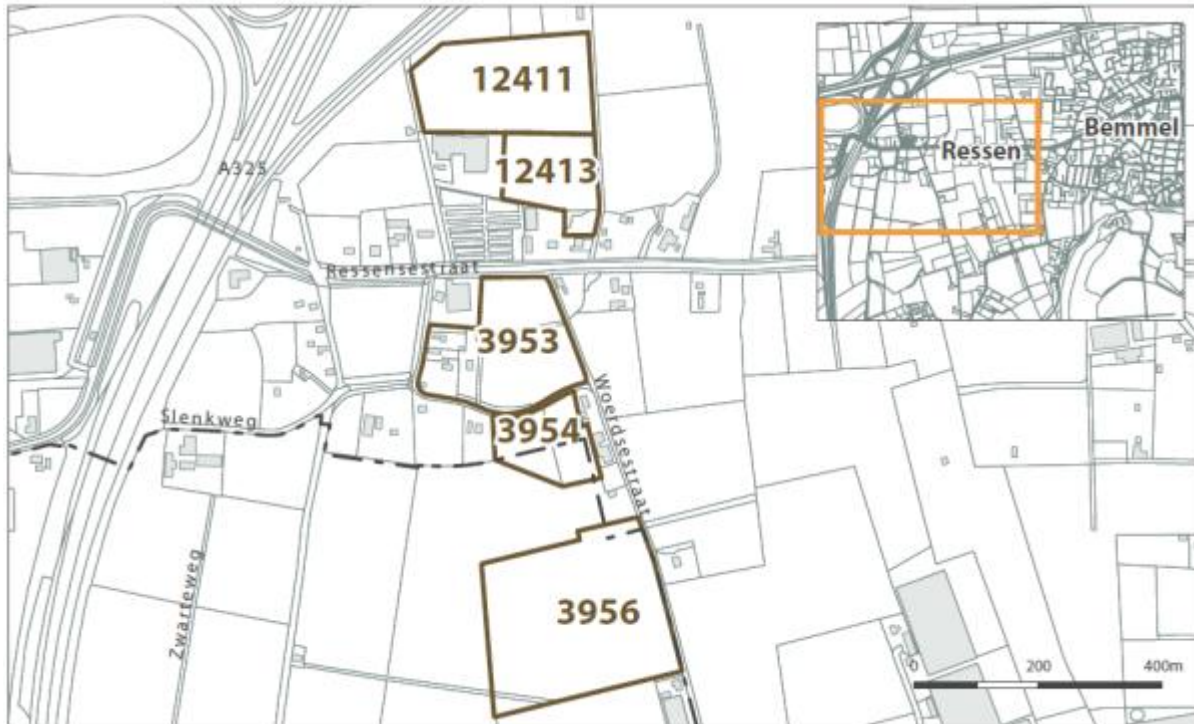 12411
Bemmel
Ressen
A325
12413
Ressensestraat
3953
Woerdsestraat
Slenkweg
3954
Zwarteweg
3956
0 200 400m